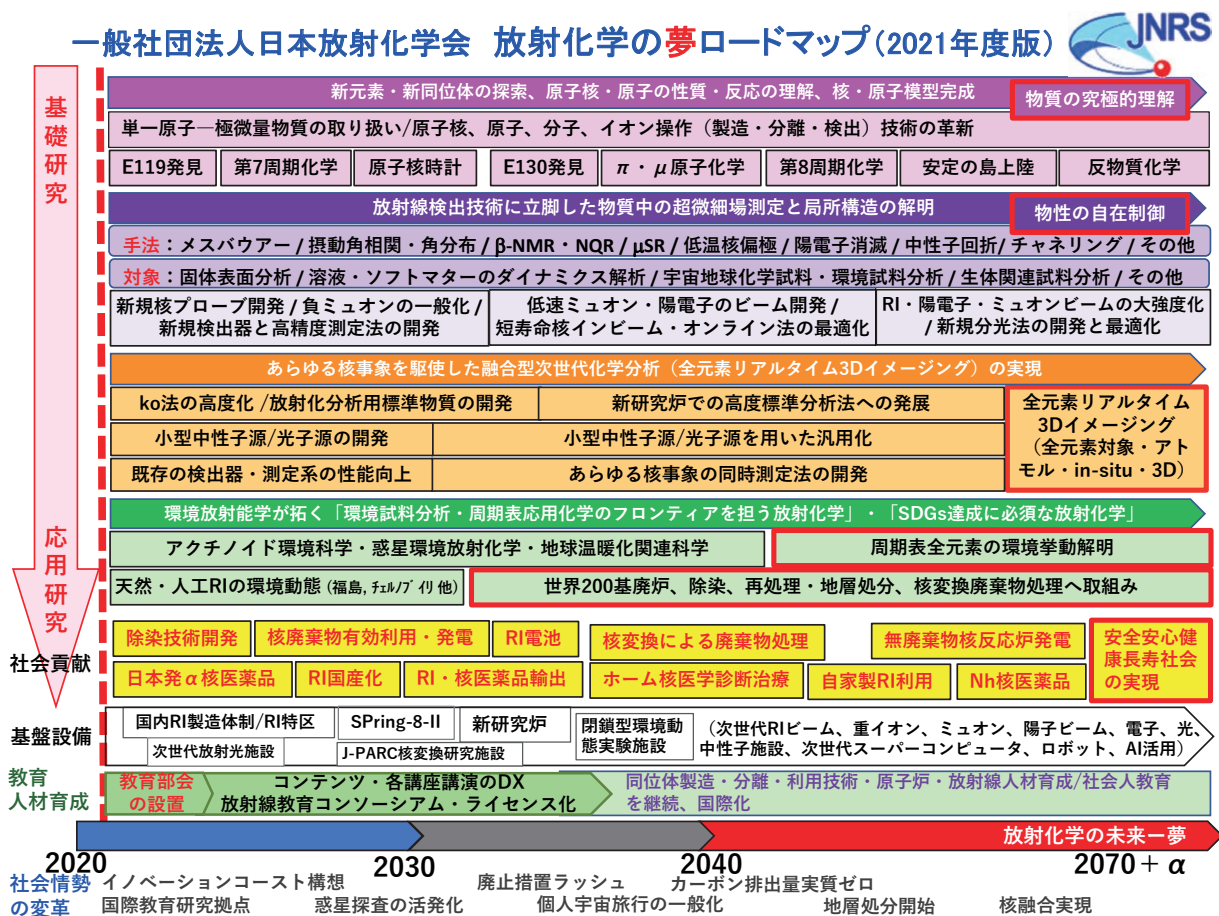 一般社団法人日本放射化学会 放射化学の夢ロードマップ(2021年度版)
JNRS
基礎研究
応用研究
新元素・新同位体の探索、原子核・原子の性質・反応の理解、核・原子模型完成
物質の究極的理解
単一原子―極微量物質の取り扱い/原子核、原子、分子、イオン操作（製造・分離・検出）技術の革新
E119発見 第7周期化学 原子核時計 E130発見 π・μ原子化学 第8周期化学 安定の島上陸 反物質化学
放射線検出技術に立脚した物質中の超微細場測定と局所構造の解明
物性の自在制御
手法：メスバウアー / 摂動角相関・角分布 / β-NMR・NQR / μSR / 低温核偏極 / 陽電子消滅 / 中性子回折/ チャネリング / その他
対象：固体表面分析 / 溶液・ソフトマターのダイナミクス解析 / 宇宙地球化学試料・環境試料分析 / 生体関連試料分析 / その他
新規核プローブ開発 / 負ミュオンの一般化 /
新規検出器と高精度測定法の開発
低速ミュオン・陽電子のビーム開発 /
短寿命核インビーム・オンライン法の最適化
RI・陽電子・ミュオンビームの大強度化
/ 新規分光法の開発と最適化
あらゆる核事象を駆使した融合型次世代化学分析（全元素リアルタイム3Dイメージング）の実現
ko法の高度化 /放射化分析用標準物質の開発 新研究炉での高度標準分析法への発展
小型中性子源/光子源の開発 小型中性子源/光子源を用いた汎用化
既存の検出器・測定系の性能向上 あらゆる核事象の同時測定法の開発
全元素リアルタイム
3Dイメージング
（全元素対象・アト
モル・in-situ・3D）
環境放射能学が拓く「環境試料分析・周期表応用化学のフロンティアを担う放射化学」・「SDGs達成に必須な放射化学」
アクチノイド環境科学・惑星環境放射化学・地球温暖化関連科学 周期表全元素の環境挙動解明
天然・人工RIの環境動態 (福島, ﾁｪﾙﾉﾌﾞｲﾘ 他) 世界200基廃炉、除染、再処理・地層処分、核変換廃棄物処理へ取組み
社会貢献
除染技術開発 核廃棄物有効利用・発電 RI電池 核変換による廃棄物処理 無廃棄物核反応炉発電
日本発α核医薬品 RI国産化 RI・核医薬品輸出 ホーム核医学診断治療 自家製RI利用 Nh核医薬品
安全安心健
康長寿社会
の実現
基盤設備
国内RI製造体制/RI特区 SPring-8-II 新研究炉
次世代放射光施設 J-PARC核変換研究施設
閉鎖型環境動
態実験施設
（次世代RIビーム、重イオン、ミュオン、陽子ビーム、電子、光、
中性子施設、次世代スーパーコンピュータ、ロボット、AI活用）
教育
人材育成
教育部会
の設置
コンテンツ・各講座講演のDX
放射線教育コンソーシアム・ライセンス化
同位体製造・分離・利用技術・原子炉・放射線人材育成/社会人教育
を継続、国際化
放射化学の未来ー夢
2020 2030 2040 2070＋α
社会情勢
の変革
イノベーションコースト構想 廃止措置ラッシュ カーボン排出量実質ゼロ
国際教育研究拠点 惑星探査の活発化 個人宇宙旅行の一般化 地層処分開始 核融合実現